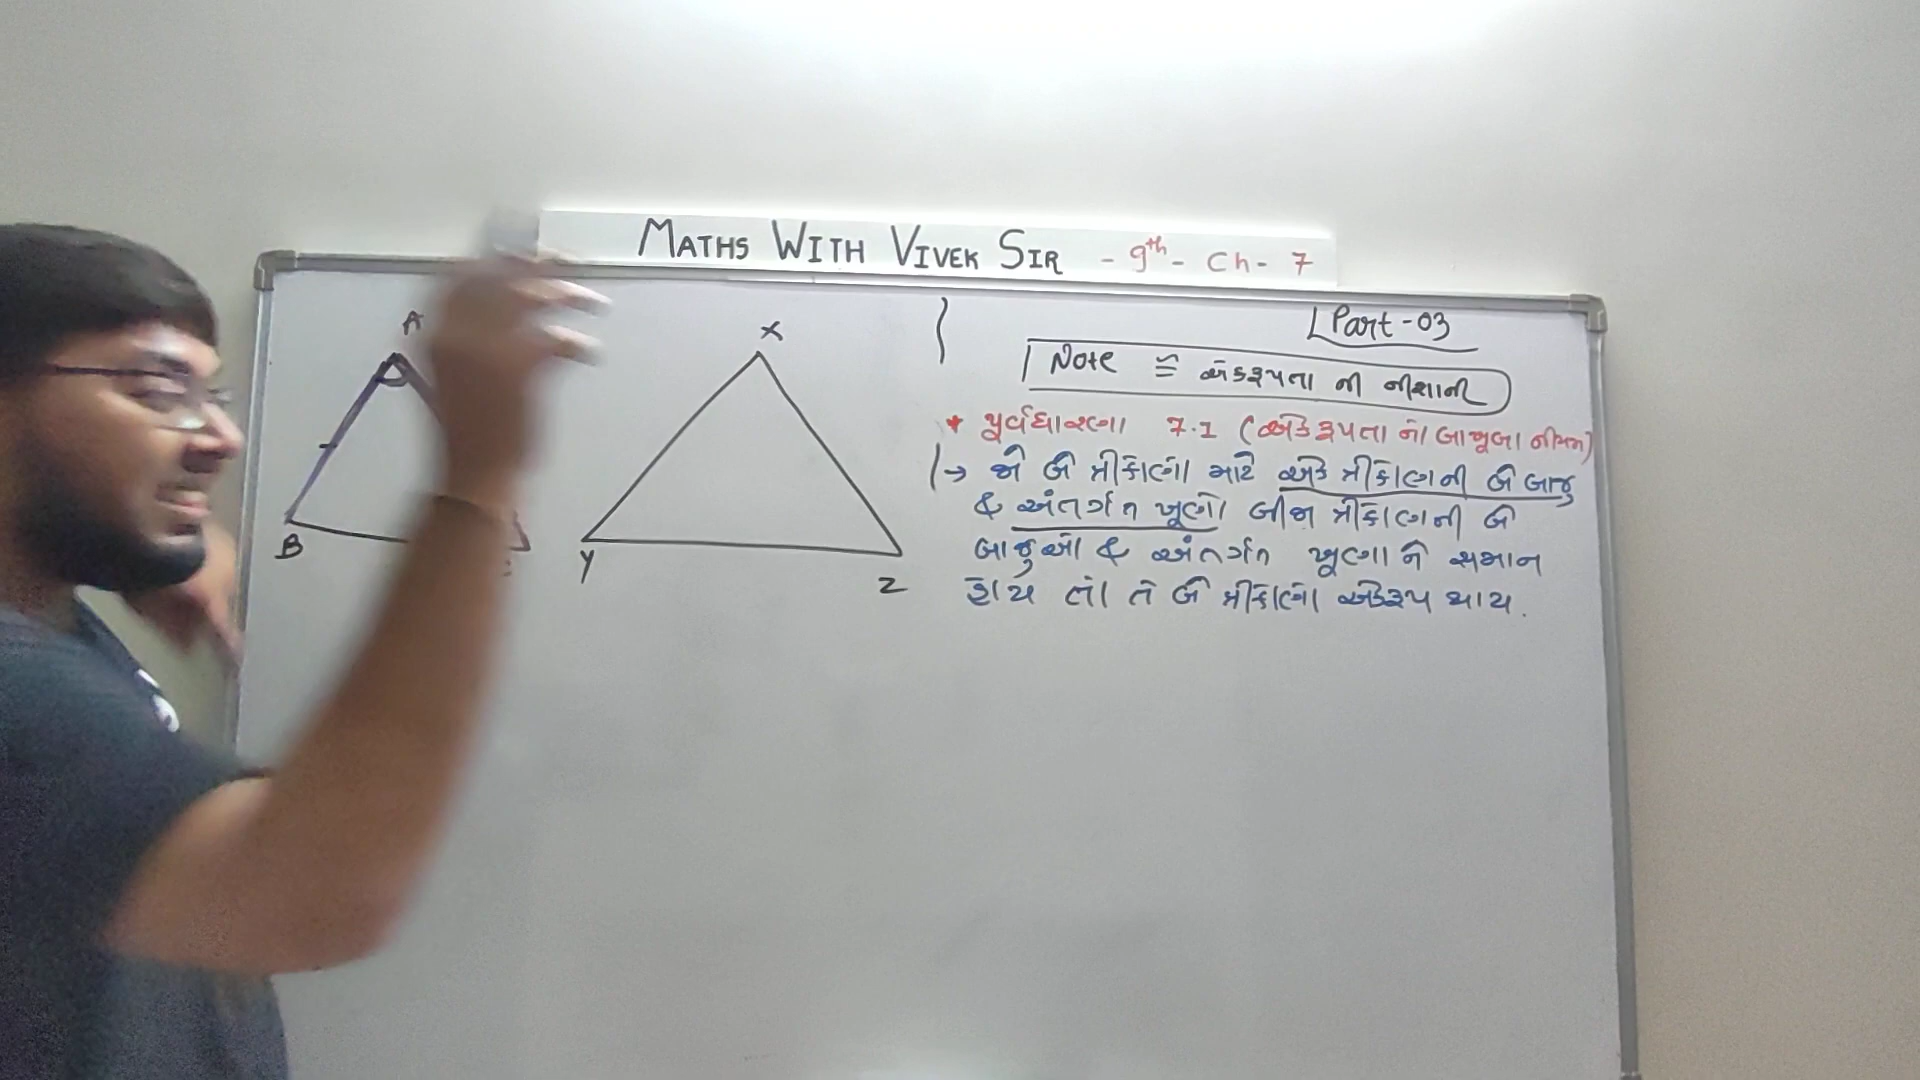 MATHS WITH VIVEK SIR - 9th - Ch - 7
Part - 03
Note ≅ એકરૂપતા ની નીશાની
* પૂર્વધારણા 7.1 (એકરૂપતા નો બાખૂબા નીયમ)
→ જો બે ત્રીકોણો માટે એક ત્રીકોણની બે બાજુ
& અંતર્ગત ખૂણો બીજા ત્રીકોણની બે
બાજુઓ & અંતર્ગત ખૂણા ને સમાન
હોય તો તે બે ત્રીકોણો એકરૂપ થાય.
A
B
X
Y
Z